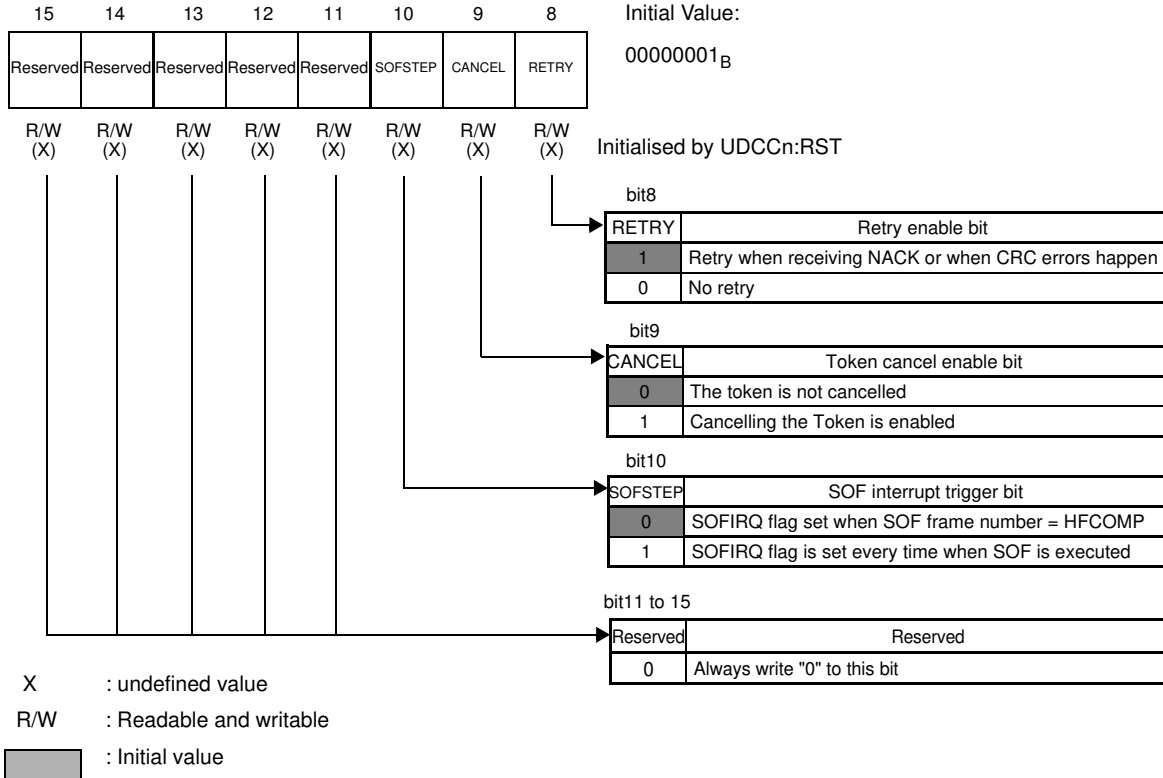 15 14 13 12 11 10 9 8
Initial Value:
Reserved Reserved Reserved Reserved Reserved SOFSTEP CANCEL RETRY
00000001B
R/W R/W R/W R/W R/W R/W R/W R/W
(X) (X) (X) (X) (X) (X) (X) (X)
Initialised by UDCCn:RST
bit8
RETRY Retry enable bit
1 Retry when receiving NACK or when CRC errors happen
0 No retry
bit9
CANCEL Token cancel enable bit
0 The token is not cancelled
1 Cancelling the Token is enabled
bit10
SOFSTEP SOF interrupt trigger bit
0 SOFIRQ flag set when SOF frame number = HFCOMP
1 SOFIRQ flag is set every time when SOF is executed
bit11 to 15
Reserved Reserved
0 Always write "0" to this bit
X : undefined value
R/W : Readable and writable
: Initial value